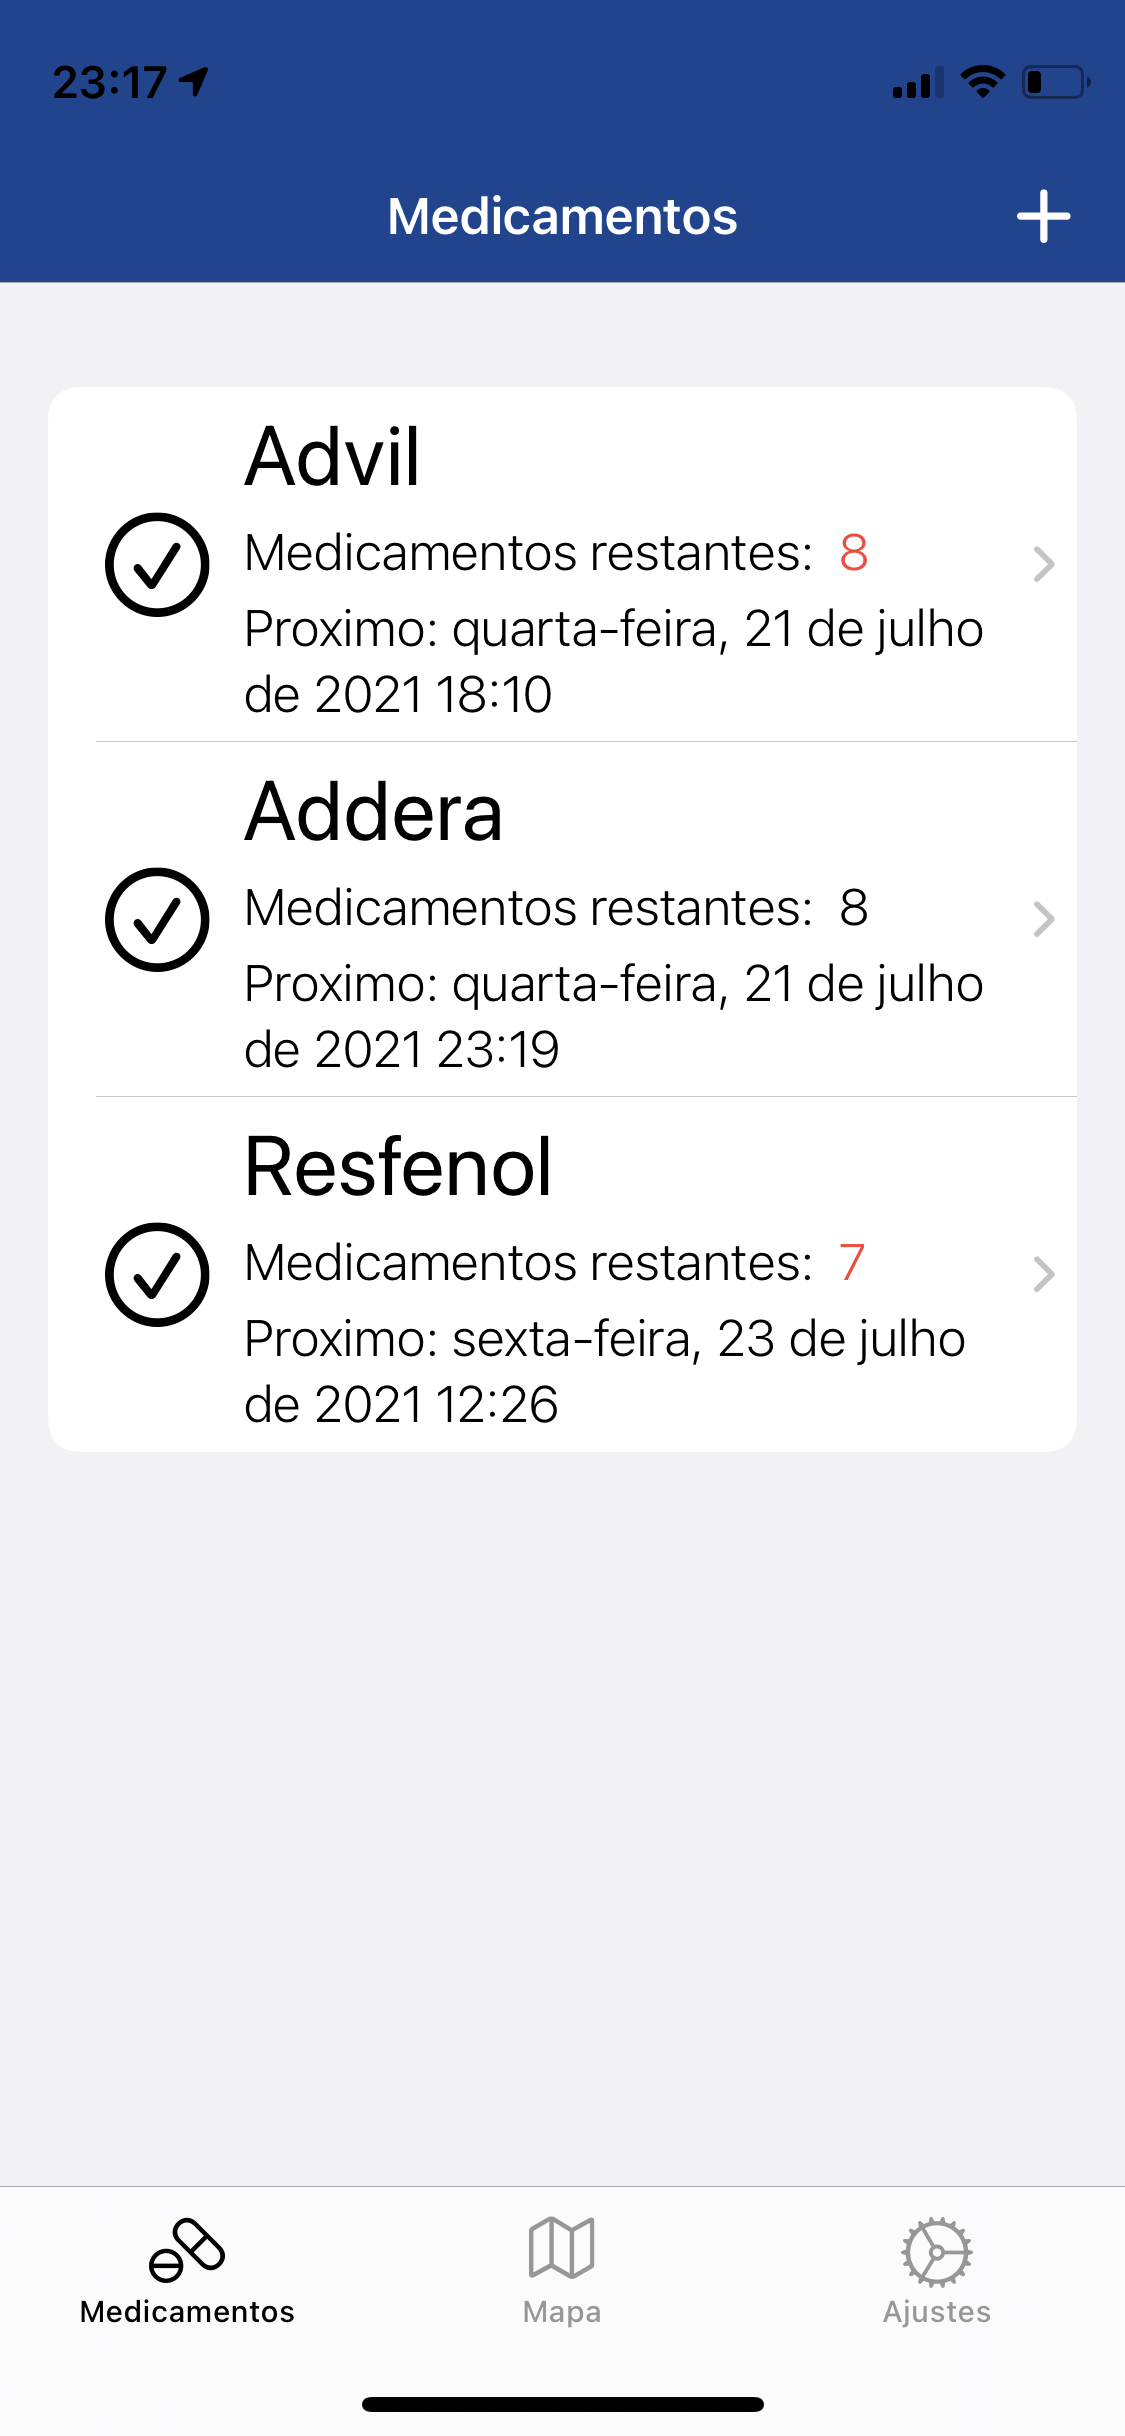 23:17
Medicamentos
Advil
Medicamentos restantes: 8
Proximo: quarta-feira, 21 de julho
de 2021 18:10
Addera
Medicamentos restantes: 8
Proximo: quarta-feira, 21 de julho
de 2021 23:19
Resfenol
Medicamentos restantes: 7
Proximo: sexta-feira, 23 de julho
de 2021 12:26
Medicamentos
Mapa
Ajustes